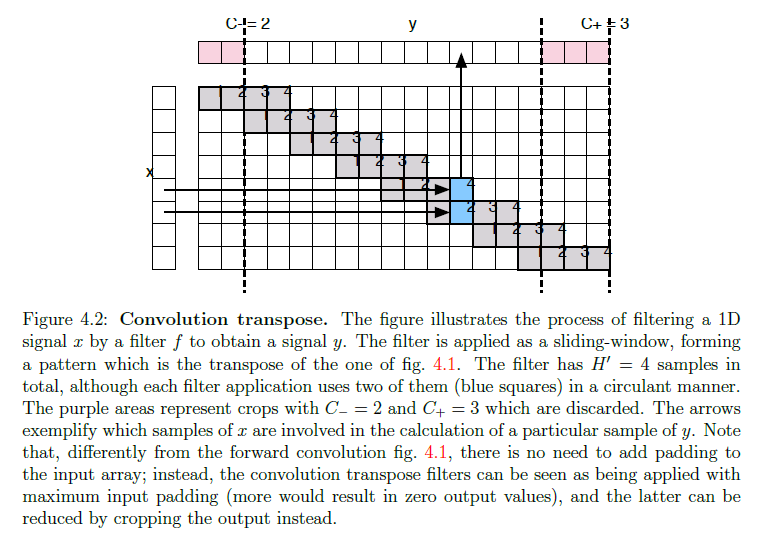 C-= 2 y C+ = 3
1 2 3 4
1 2 3 4
1 2 3 4
1 2 3 4
x
1 2 4
2 3 4
1 2 3 4
1 2 3 4
Figure 4.2: Convolution transpose. The figure illustrates the process of filtering a 1D
signal x by a filter f to obtain a signal y. The filter is applied as a sliding-window, forming
a pattern which is the transpose of the one of fig. 4.1. The filter has H′ = 4 samples in
total, although each filter application uses two of them (blue squares) in a circulant manner.
The purple areas represent crops with C₋ = 2 and C₊ = 3 which are discarded. The arrows
exemplify which samples of x are involved in the calculation of a particular sample of y. Note
that, differently from the forward convolution fig. 4.1, there is no need to add padding to
the input array; instead, the convolution transpose filters can be seen as being applied with
maximum input padding (more would result in zero output values), and the latter can be
reduced by cropping the output instead.